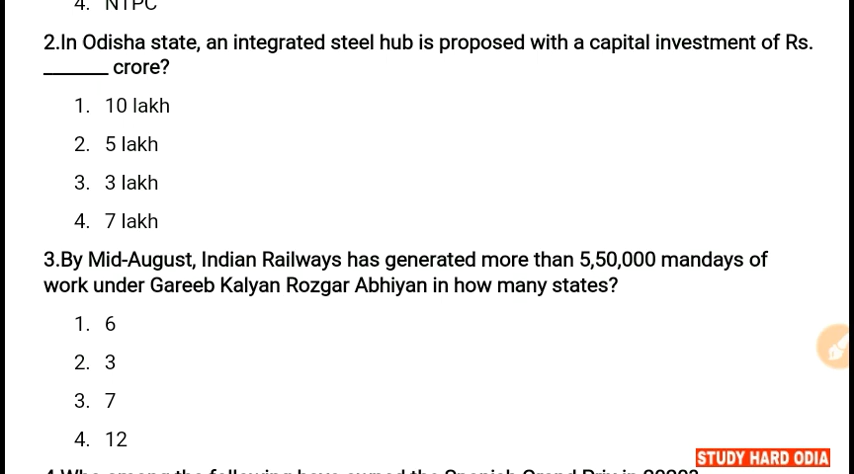 4. NTPC
2.In Odisha state, an integrated steel hub is proposed with a capital investment of Rs.
_______ crore?
1. 10 lakh
2. 5 lakh
3. 3 lakh
4. 7 lakh
3.By Mid-August, Indian Railways has generated more than 5,50,000 mandays of
work under Gareeb Kalyan Rozgar Abhiyan in how many states?
1. 6
2. 3
3. 7
4. 12
STUDY HARD ODIA